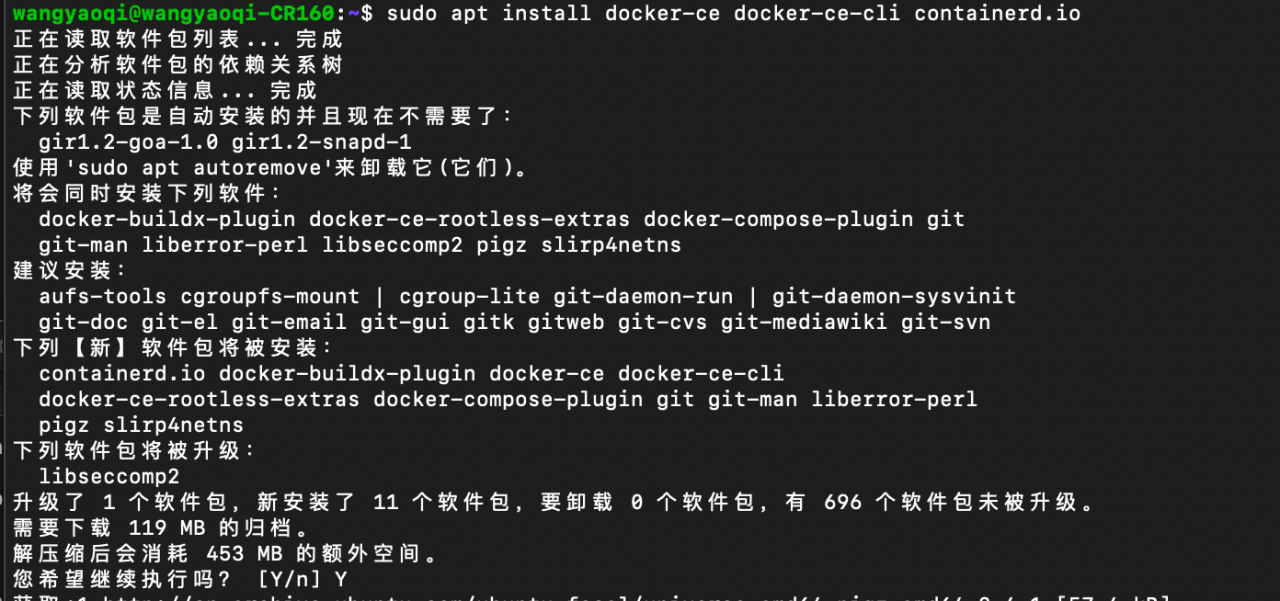 wangyaoqi@wangyaoqi-CR160:~$ sudo apt install docker-ce docker-ce-cli containerd.io
正在读取软件包列表... 完成
正在分析软件包的依赖关系树
正在读取状态信息... 完成
下列软件包是自动安装的并且现在不需要了：
gir1.2-goa-1.0 gir1.2-snapd-1
使用'sudo apt autoremove'来卸载它(它们)。
将会同时安装下列软件：
docker-buildx-plugin docker-ce-rootless-extras docker-compose-plugin git
git-man liberror-perl libseccomp2 pigz slirp4netns
建议安装：
aufs-tools cgroupfs-mount | cgroup-lite git-daemon-run | git-daemon-sysvinit
git-doc git-el git-email git-gui gitk gitweb git-cvs git-mediawiki git-svn
下列【新】软件包将被安装：
containerd.io docker-buildx-plugin docker-ce docker-ce-cli
docker-ce-rootless-extras docker-compose-plugin git git-man liberror-perl
pigz slirp4netns
下列软件包将被升级：
libseccomp2
升级了 1 个软件包，新安装了 11 个软件包，要卸载 0 个软件包，有 696 个软件包未被升级。
需要下载 119 MB 的归档。
解压缩后会消耗 453 MB 的额外空间。
您希望继续执行吗？ [Y/n] Y